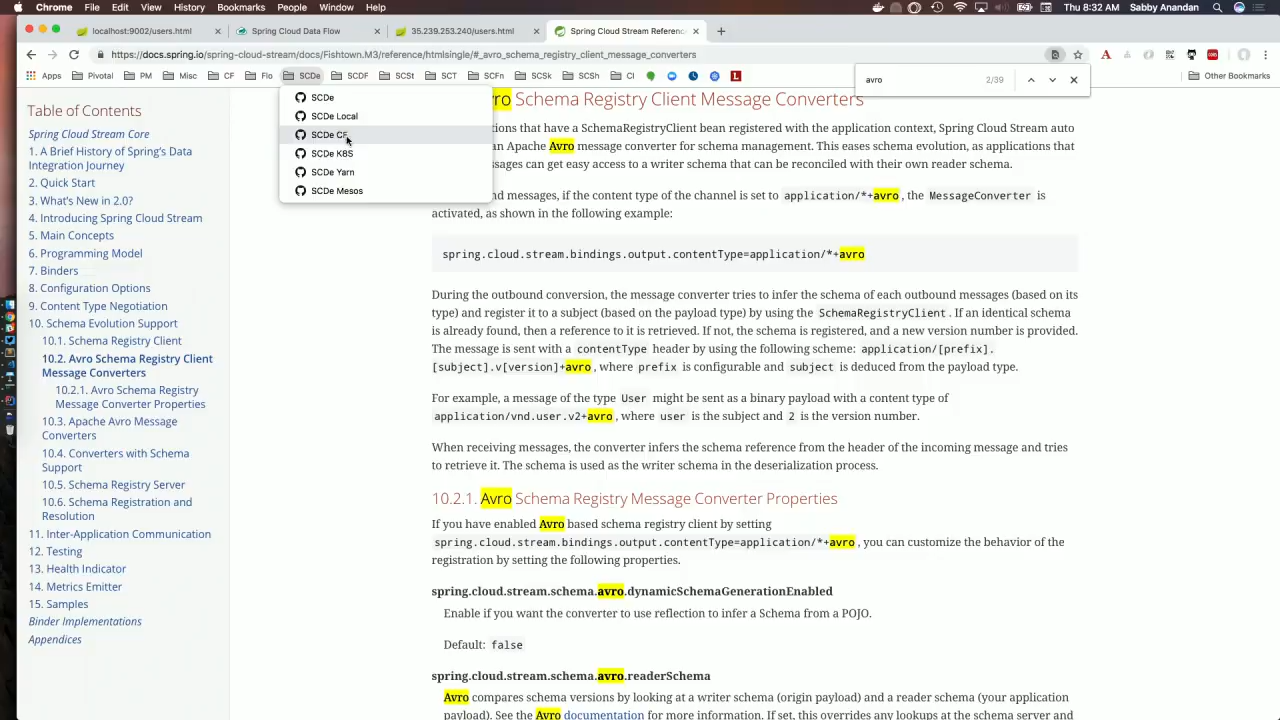 Chrome File Edit View History Bookmarks People Window Help Thu 8:32 AM Sabby Anandan
localhost:9002/users.html
Spring Cloud Data Flow
35.239.253.240/users.html
Spring Cloud Stream Referenc
https://docs.spring.io/spring-cloud-stream/docs/Fishtown.M3/reference/htmlsingle/#_avro_schema_registry_client_message_converters
Apps Pivotal PM Misc CF Flo SCDe SCDF SCSt SCT SCFn SCSk SCSh CI Other Bookmarks
avro 2/39
SCDe
SCDe Local
SCDe CF
SCDe K8S
SCDe Yarn
SCDe Mesos
Table of Contents
Spring Cloud Stream Core
1. A Brief History of Spring's Data
Integration Journey
2. Quick Start
3. What's New in 2.0?
4. Introducing Spring Cloud Stream
5. Main Concepts
6. Programming Model
7. Binders
8. Configuration Options
9. Content Type Negotiation
10. Schema Evolution Support
10.1. Schema Registry Client
10.2. Avro Schema Registry Client
Message Converters
10.2.1. Avro Schema Registry
Message Converter Properties
10.3. Apache Avro Message
Converters
10.4. Converters with Schema
Support
10.5. Schema Registry Server
10.6. Schema Registration and
Resolution
11. Inter-Application Communication
12. Testing
13. Health Indicator
14. Metrics Emitter
15. Samples
Binder Implementations
Appendices
ro Schema Registry Client Message Converters
tions that have a SchemaRegistryClient bean registered with the application context, Spring Cloud Stream auto
an Apache Avro message converter for schema management. This eases schema evolution, as applications that
ssages can get easy access to a writer schema that can be reconciled with their own reader schema.
nd messages, if the content type of the channel is set to application/*+avro, the MessageConverter is
activated, as shown in the following example:
spring.cloud.stream.bindings.output.contentType=application/*+avro
During the outbound conversion, the message converter tries to infer the schema of each outbound messages (based on its
type) and register it to a subject (based on the payload type) by using the SchemaRegistryClient. If an identical schema
is already found, then a reference to it is retrieved. If not, the schema is registered, and a new version number is provided.
The message is sent with a contentType header by using the following scheme: application/[prefix].
[subject].v[version]+avro, where prefix is configurable and subject is deduced from the payload type.
For example, a message of the type User might be sent as a binary payload with a content type of
application/vnd.user.v2+avro, where user is the subject and 2 is the version number.
When receiving messages, the converter infers the schema reference from the header of the incoming message and tries
to retrieve it. The schema is used as the writer schema in the deserialization process.
10.2.1. Avro Schema Registry Message Converter Properties
If you have enabled Avro based schema registry client by setting
spring.cloud.stream.bindings.output.contentType=application/*+avro, you can customize the behavior of the
registration by setting the following properties.
spring.cloud.stream.schema.avro.dynamicSchemaGenerationEnabled
Enable if you want the converter to use reflection to infer a Schema from a POJO.
Default: false
spring.cloud.stream.schema.avro.readerSchema
Avro compares schema versions by looking at a writer schema (origin payload) and a reader schema (your application
payload). See the Avro documentation for more information. If set, this overrides any lookups at the schema server and